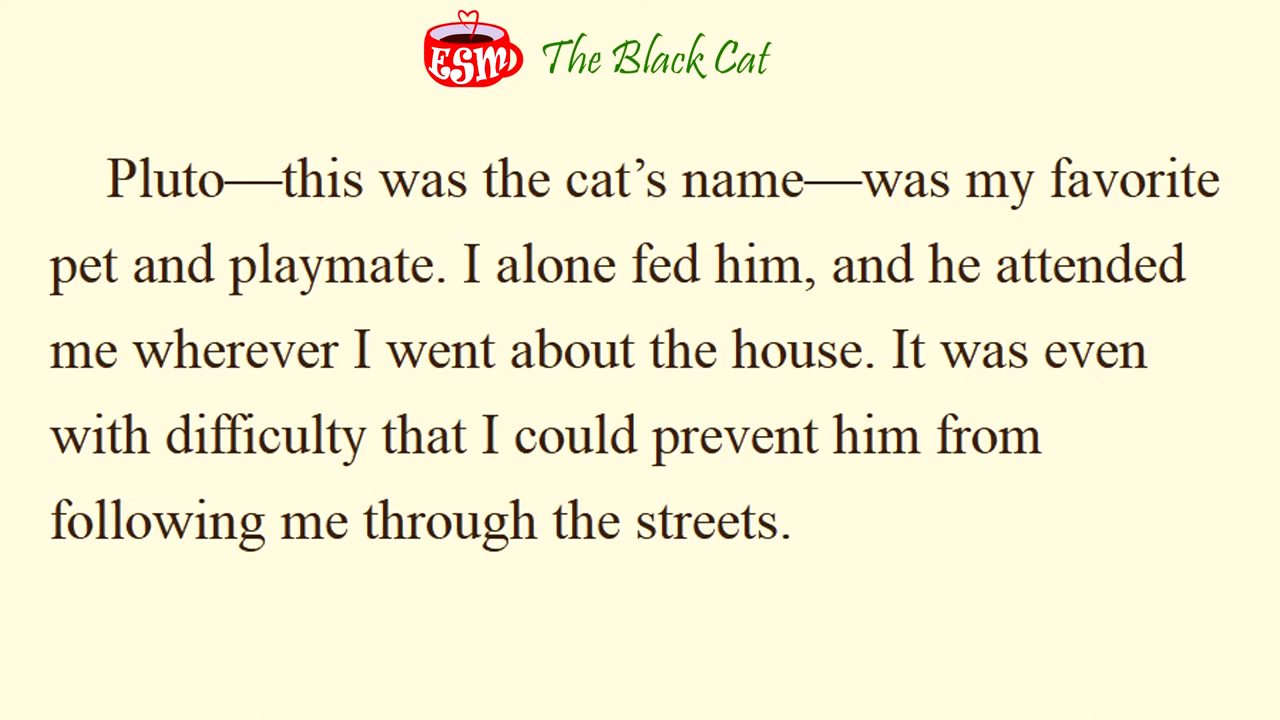 ESM The Black Cat
Pluto—this was the cat’s name—was my favorite
pet and playmate. I alone fed him, and he attended
me wherever I went about the house. It was even
with difficulty that I could prevent him from
following me through the streets.